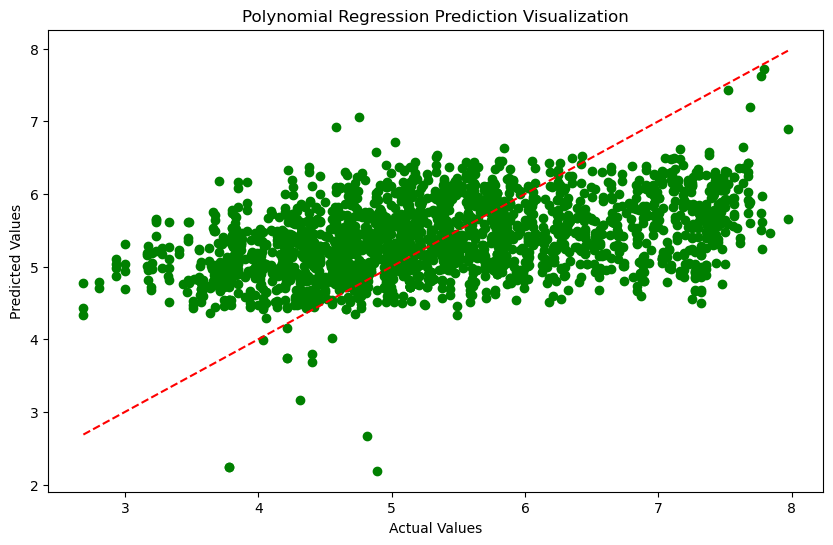 Polynomial Regression Prediction Visualization
8
7
6
5
4
3
2
Predicted Values
3 4 5 6 7 8
Actual Values